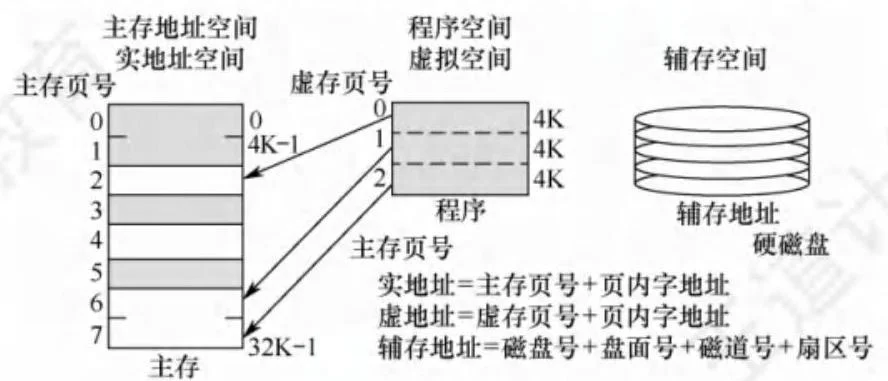 主存地址空间
实地址空间
主存页号
0
1
2
3
4
5
6
7
0
4K-1
32K-1
主存
程序空间
虚拟空间
虚存页号
0
1
2
4K
4K
4K
程序
主存页号
辅存空间
辅存地址
硬磁盘
实地址=主存页号+页内字地址
虚地址=虚存页号+页内字地址
辅存地址=磁盘号+盘面号+磁道号+扇区号